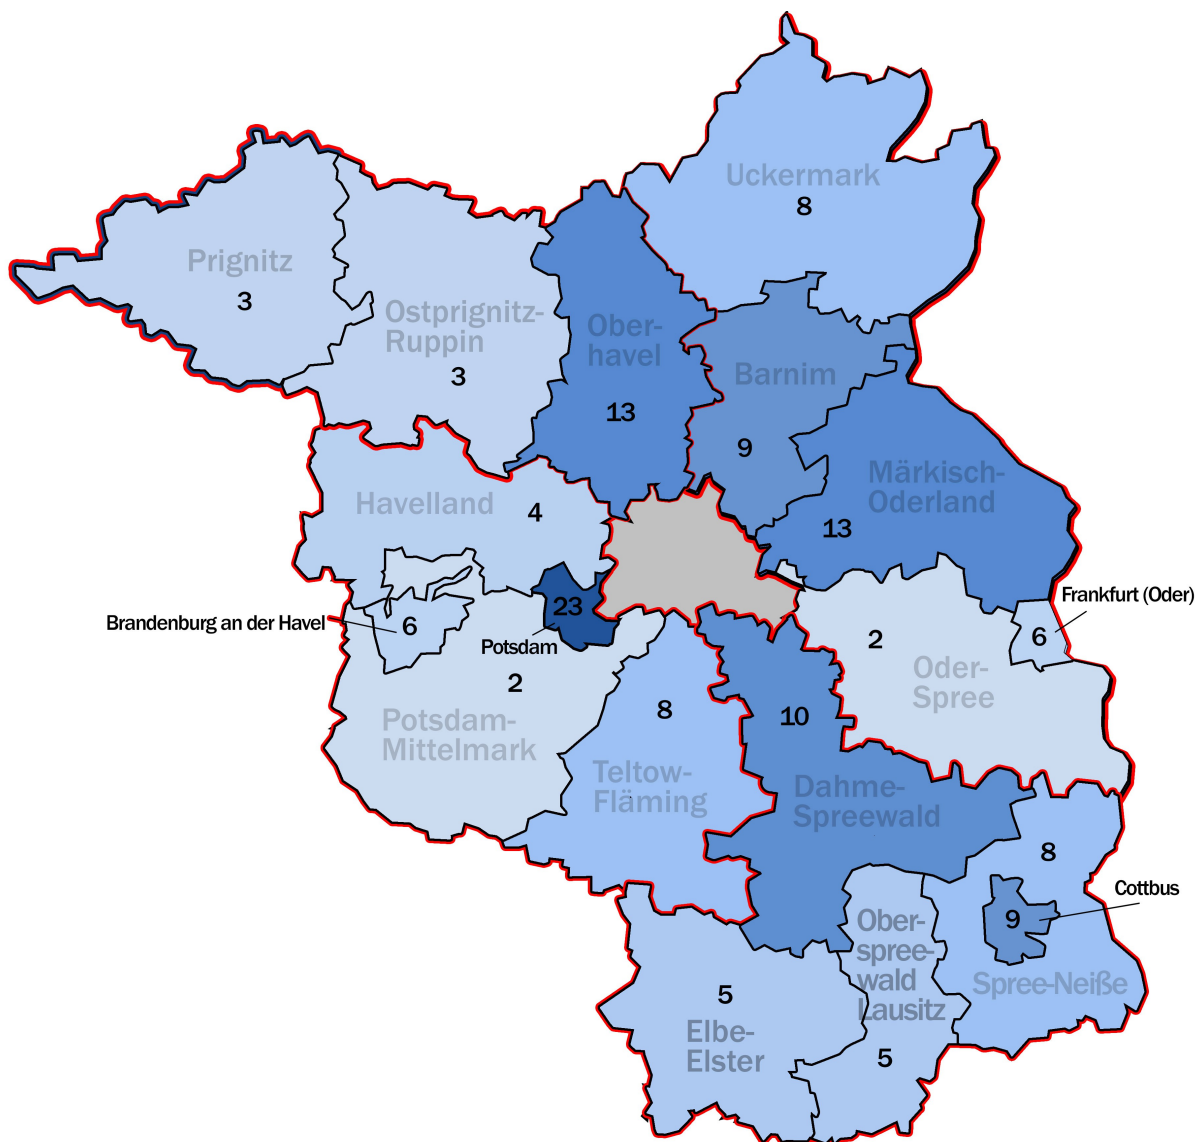 Uckermark
8
Prignitz
3
Ostprignitz-
Ruppin
3
Ober-
havel
13
Barnim
9
Märkisch-
Oderland
13
Havelland
4
Brandenburg an der Havel
6
23
Potsdam
Frankfurt (Oder)
6
2
Oder-
Spree
2
Potsdam-
Mittelmark
8
Teltow-
Fläming
10
Dahme-
Spreewald
8
Cottbus
9
Spree-Neiße
Ober-
spree-
wald
Lausitz
5
5
Elbe-
Elster